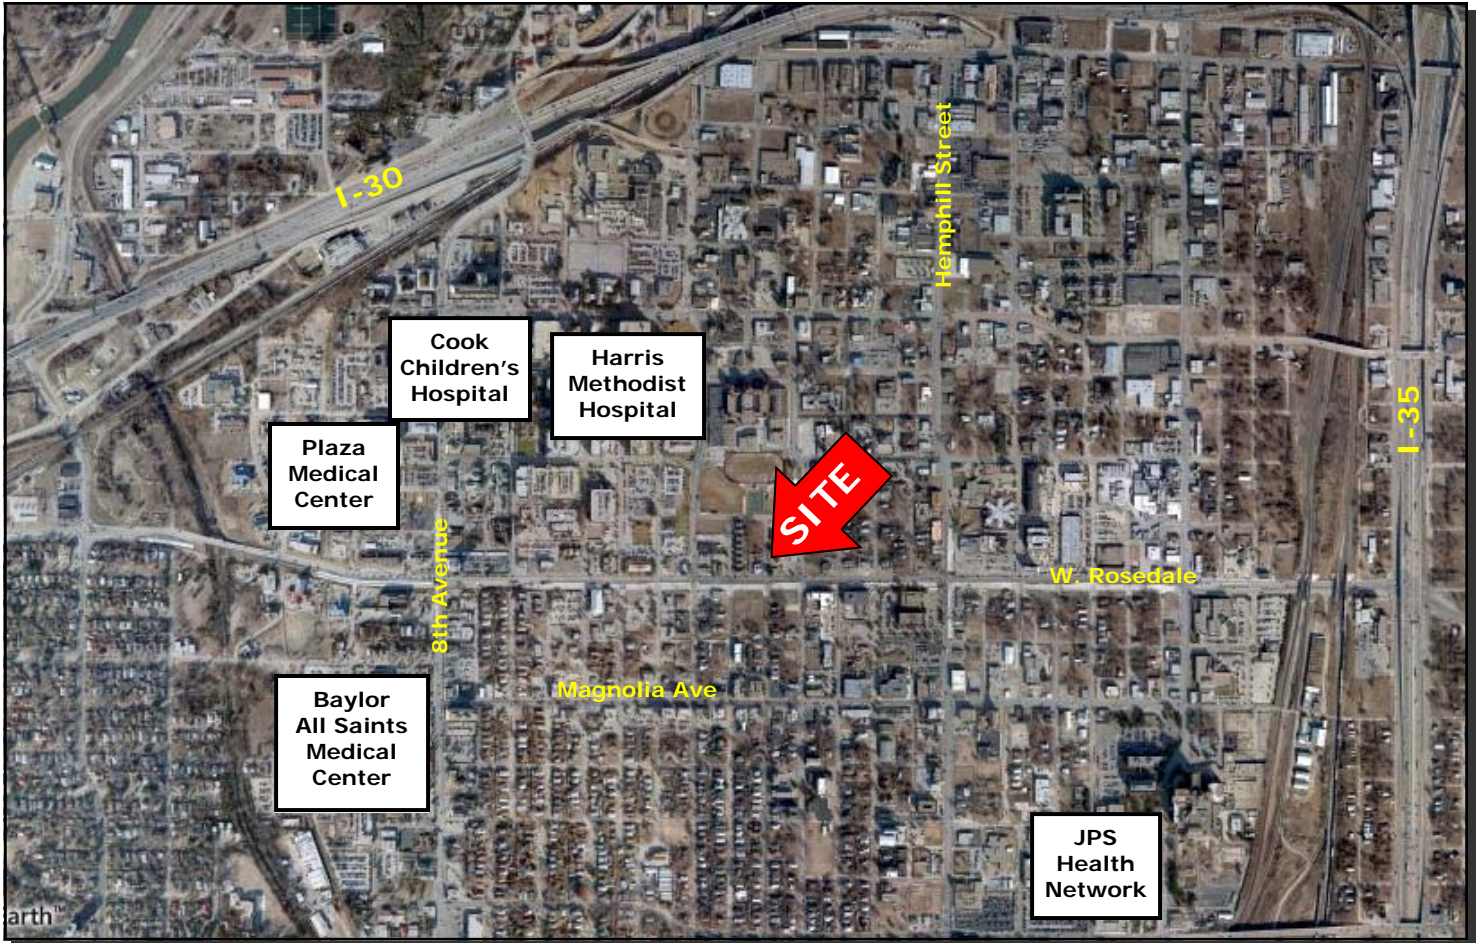 Hemphill Street
I-30
Cook
Children's
Hospital
Harris
Methodist
Hospital
Plaza
Medical
Center
I-35
SITE
8th Avenue
W. Rosedale
Magnolia Ave
Baylor
All Saints
Medical
Center
JPS
Health
Network
arth™